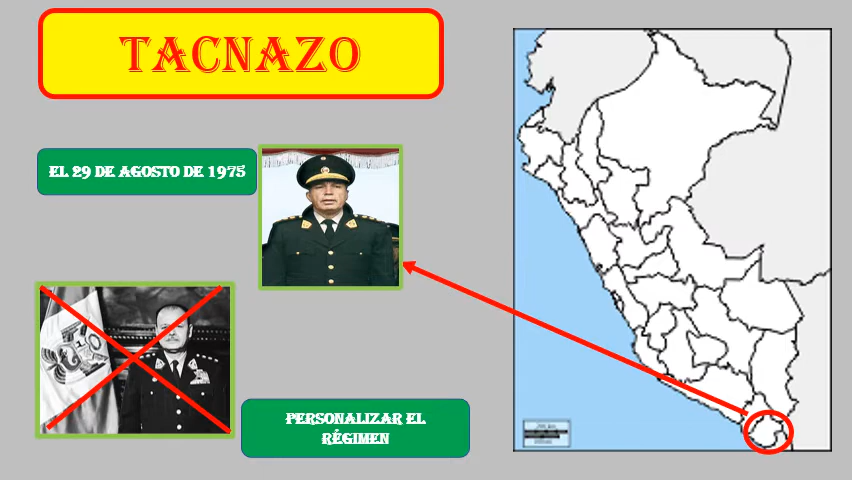 TACNAZO
EL 29 DE AGOSTO DE 1975
PERSONALIZAR EL
RÉGIMEN